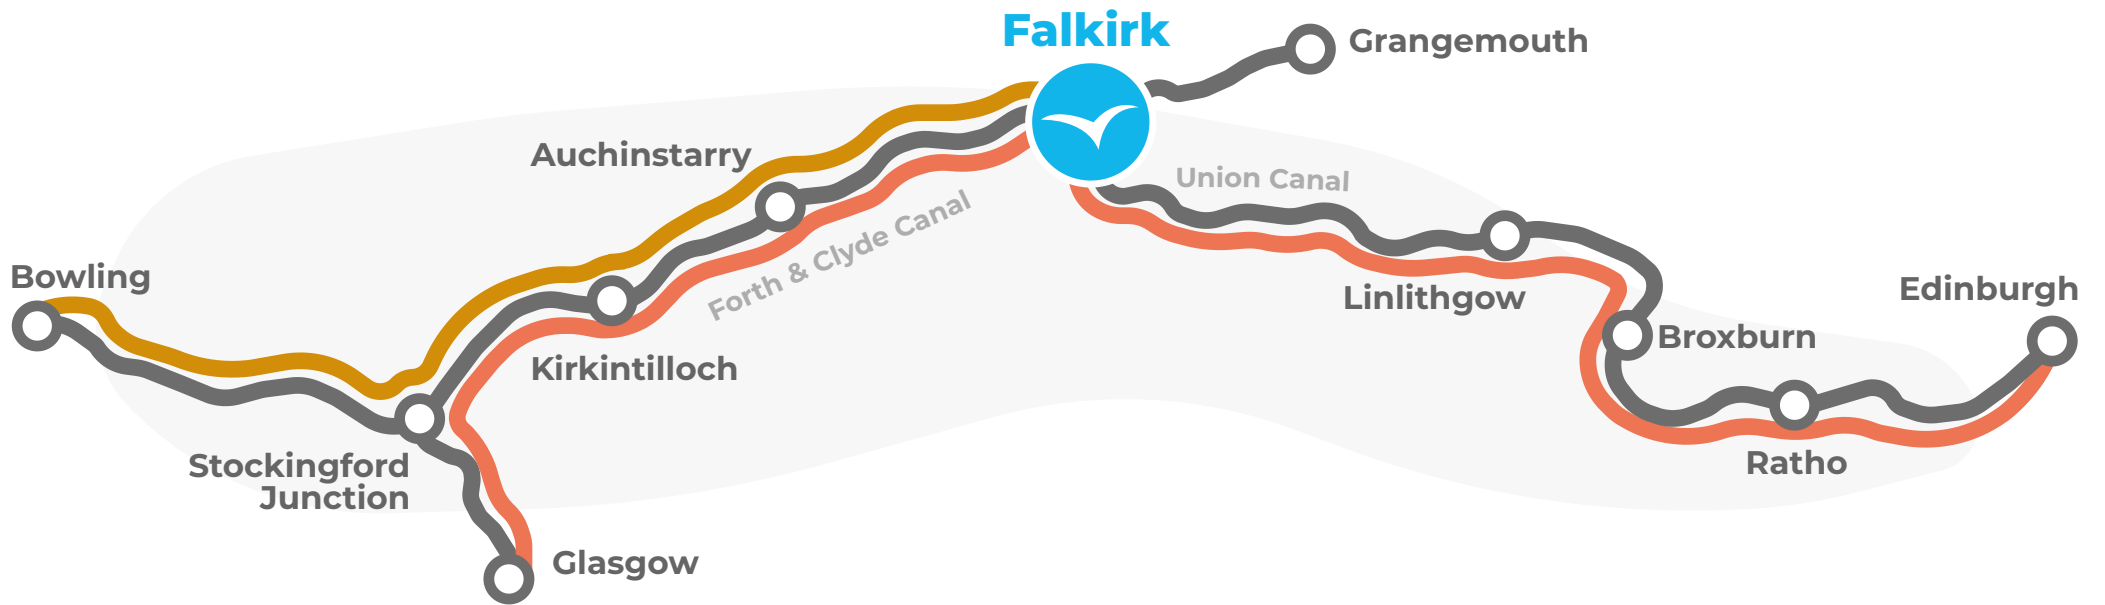 Falkirk
Grangemouth
Auchinstarry
Union Canal
Forth & Clyde Canal
Bowling
Linlithgow
Edinburgh
Broxburn
Kirkintilloch
Stockingford
Junction
Ratho
Glasgow